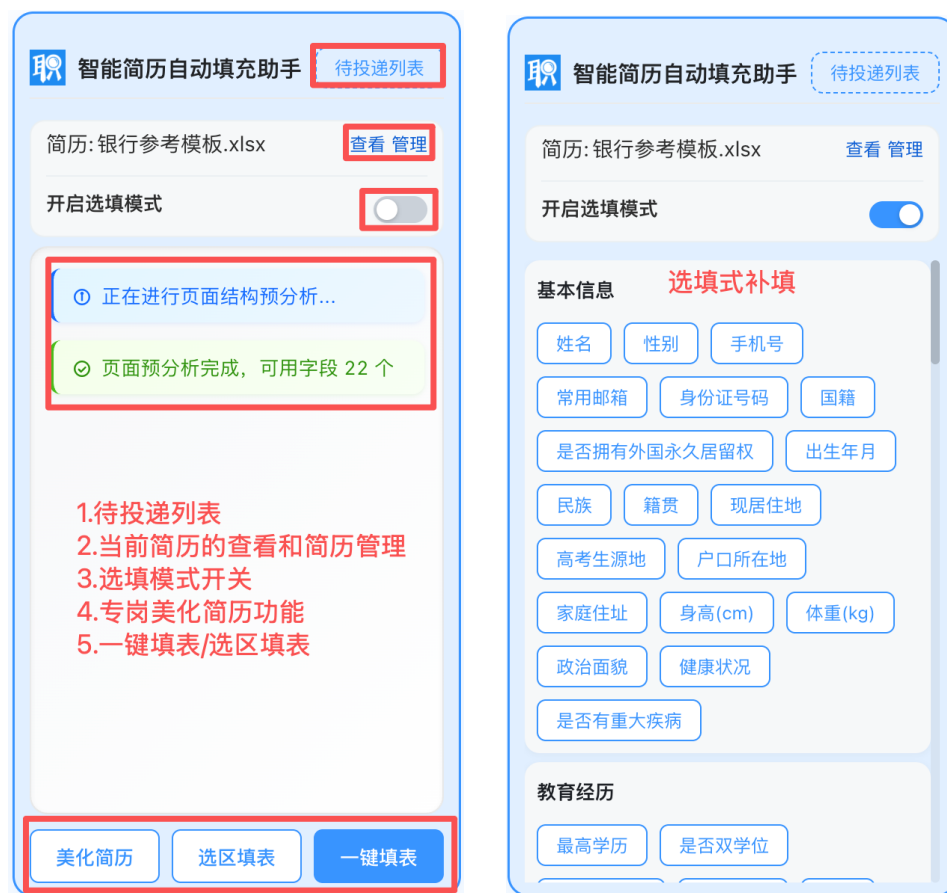 职 智能简历自动填充助手 待投递列表
简历: 银行参考模板.xlsx 查看 管理
开启选填模式
正在进行页面结构预分析...
页面预分析完成，可用字段 22 个
1.待投递列表
2.当前简历的查看和简历管理
3.选填模式开关
4.专岗美化简历功能
5.一键填表/选区填表
美化简历 选区填表 一键填表
职 智能简历自动填充助手 待投递列表
简历: 银行参考模板.xlsx 查看 管理
开启选填模式
基本信息 选填式补填
姓名 性别 手机号
常用邮箱 身份证号码 国籍
是否拥有外国永久居留权 出生年月
民族 籍贯 现居住地
高考生源地 户口所在地
家庭住址 身高(cm) 体重(kg)
政治面貌 健康状况
是否有重大疾病
教育经历
最高学历 是否双学位